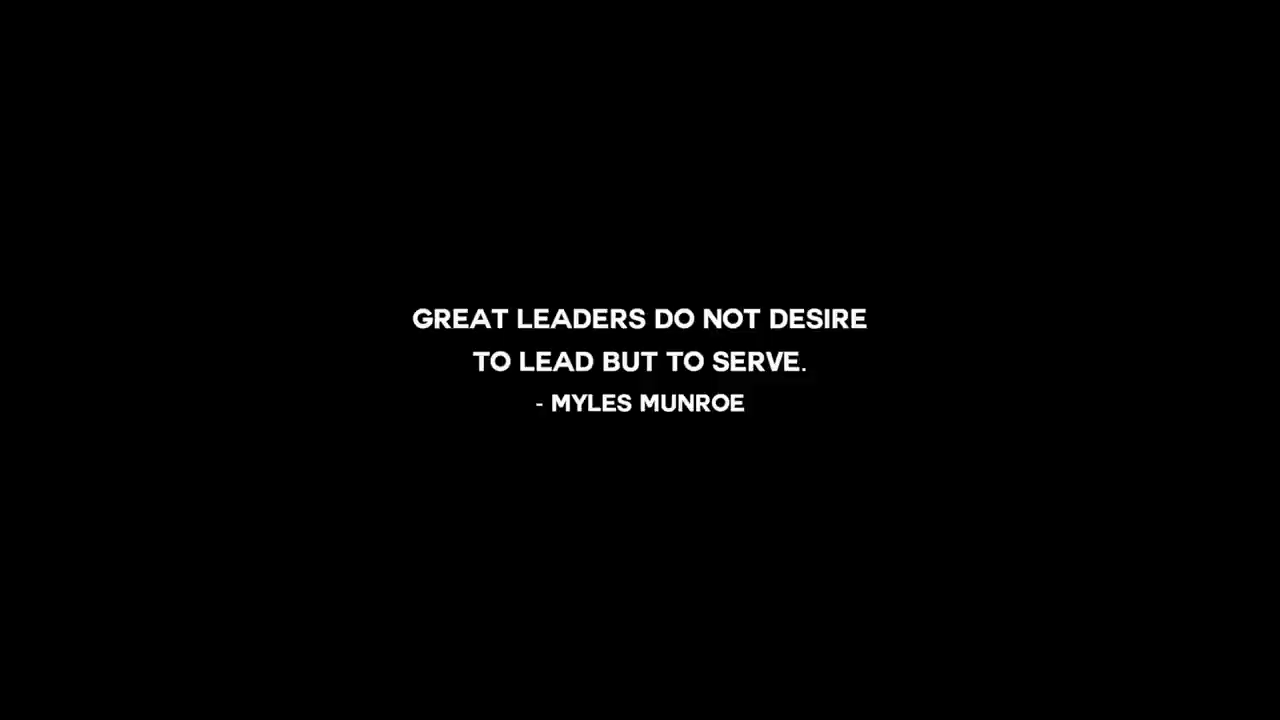 GREAT LEADERS DO NOT DESIRE
TO LEAD BUT TO SERVE.
- MYLES MUNROE